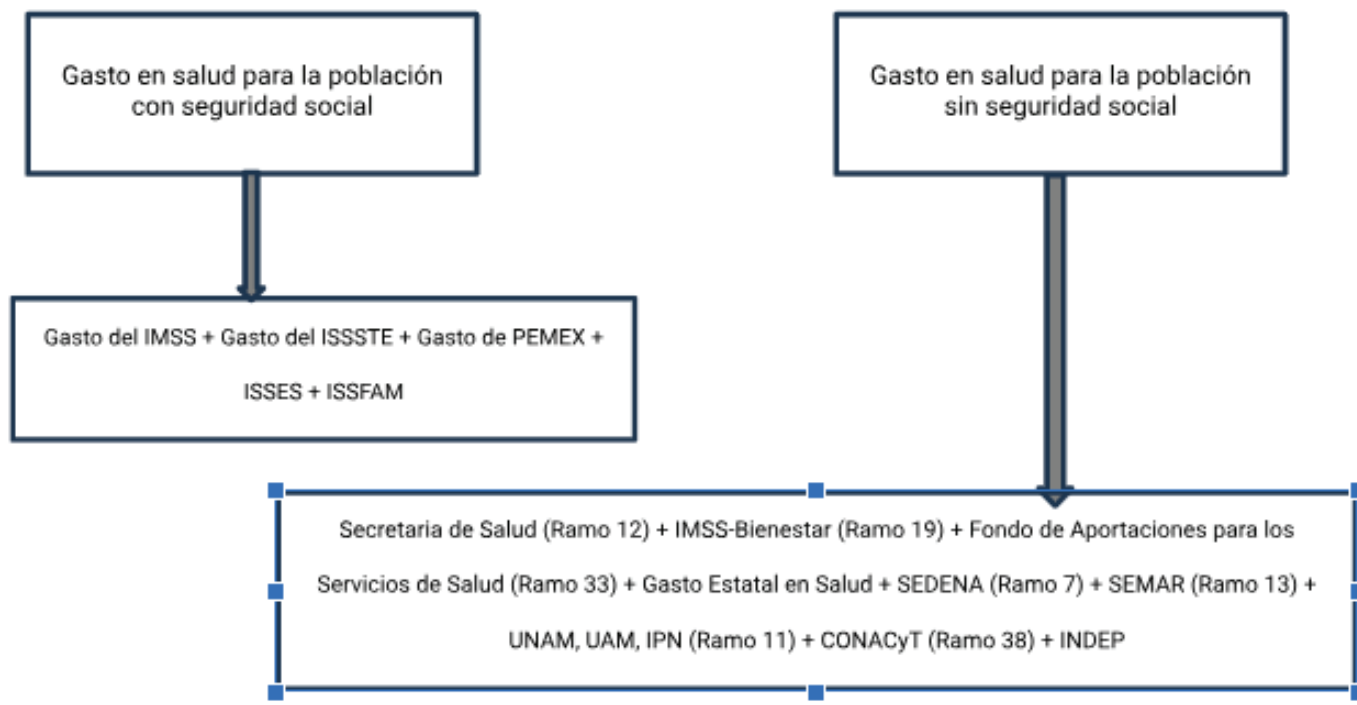 Gasto en salud para la población
con seguridad social
Gasto en salud para la población
sin seguridad social
Gasto del IMSS + Gasto del ISSSTE + Gasto de PEMEX +
ISSES + ISSFAM
Secretaria de Salud (Ramo 12) + IMSS-Bienestar (Ramo 19) + Fondo de Aportaciones para los
Servicios de Salud (Ramo 33) + Gasto Estatal en Salud + SEDENA (Ramo 7) + SEMAR (Ramo 13) +
UNAM, UAM, IPN (Ramo 11) + CONACyT (Ramo 38) + INDEP